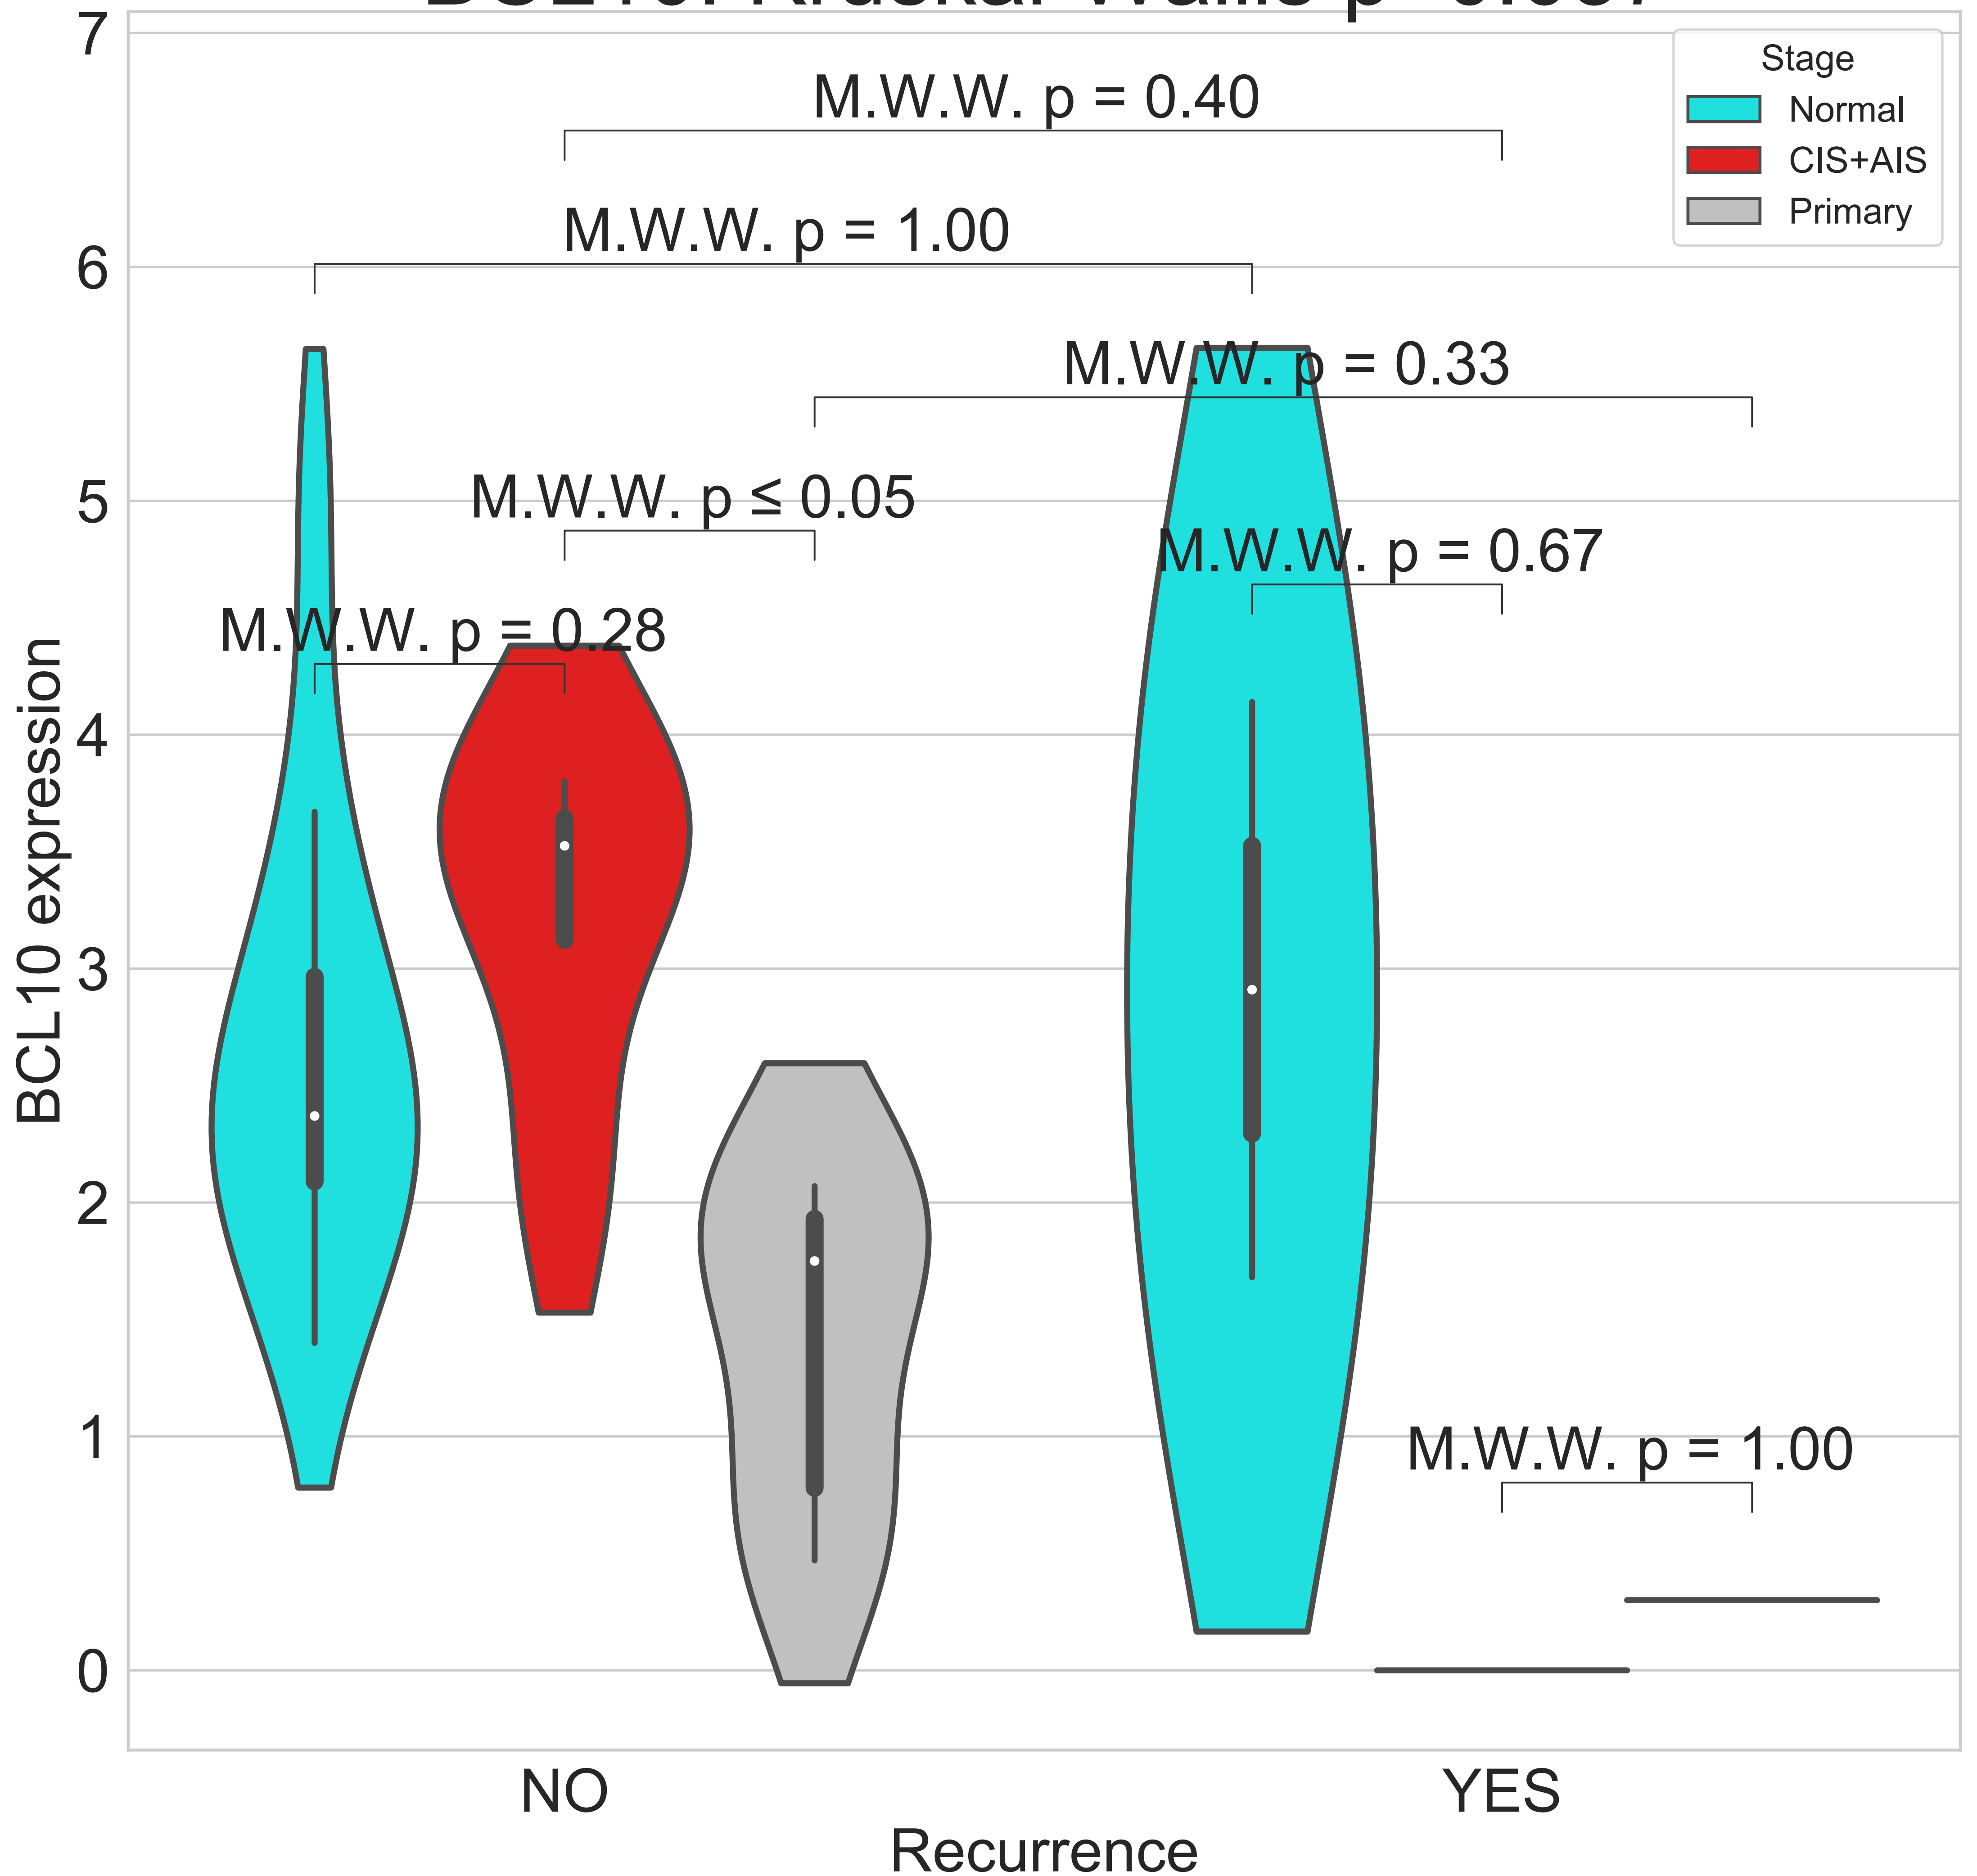 7
Stage
Normal
CIS+AIS
Primary
M.W.W. p = 0.40
M.W.W. p = 1.00
6
M.W.W. p = 0.33
5
M.W.W. p ≤ 0.05
M.W.W. p = 0.67
M.W.W. p = 0.28
4
BCL10 expression
3
2
1
M.W.W. p = 1.00
0
NO
YES
Recurrence